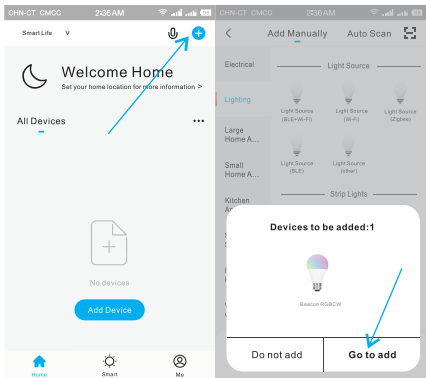 CHN-CT CMCC 2:36AM
Smart Life
Welcome Home
Set your home location for more information >
All Devices
No devices
Add Device
Home
Smart
Me
CHN-CT CMCC 2:36AM
Add Manually Auto Scan
Electrical
Lighting
Large
Home A...
Small
Home A...
Kitchen
Light Source
Light Source
(BLE+Wi-Fi)
Light Source
(Wi-Fi)
Light Source
(Zigbee)
Light Source
(BLE)
Light Source
(other)
Strip Lights
Devices to be added:1
Beacon RGBCW
Do not add
Go to add